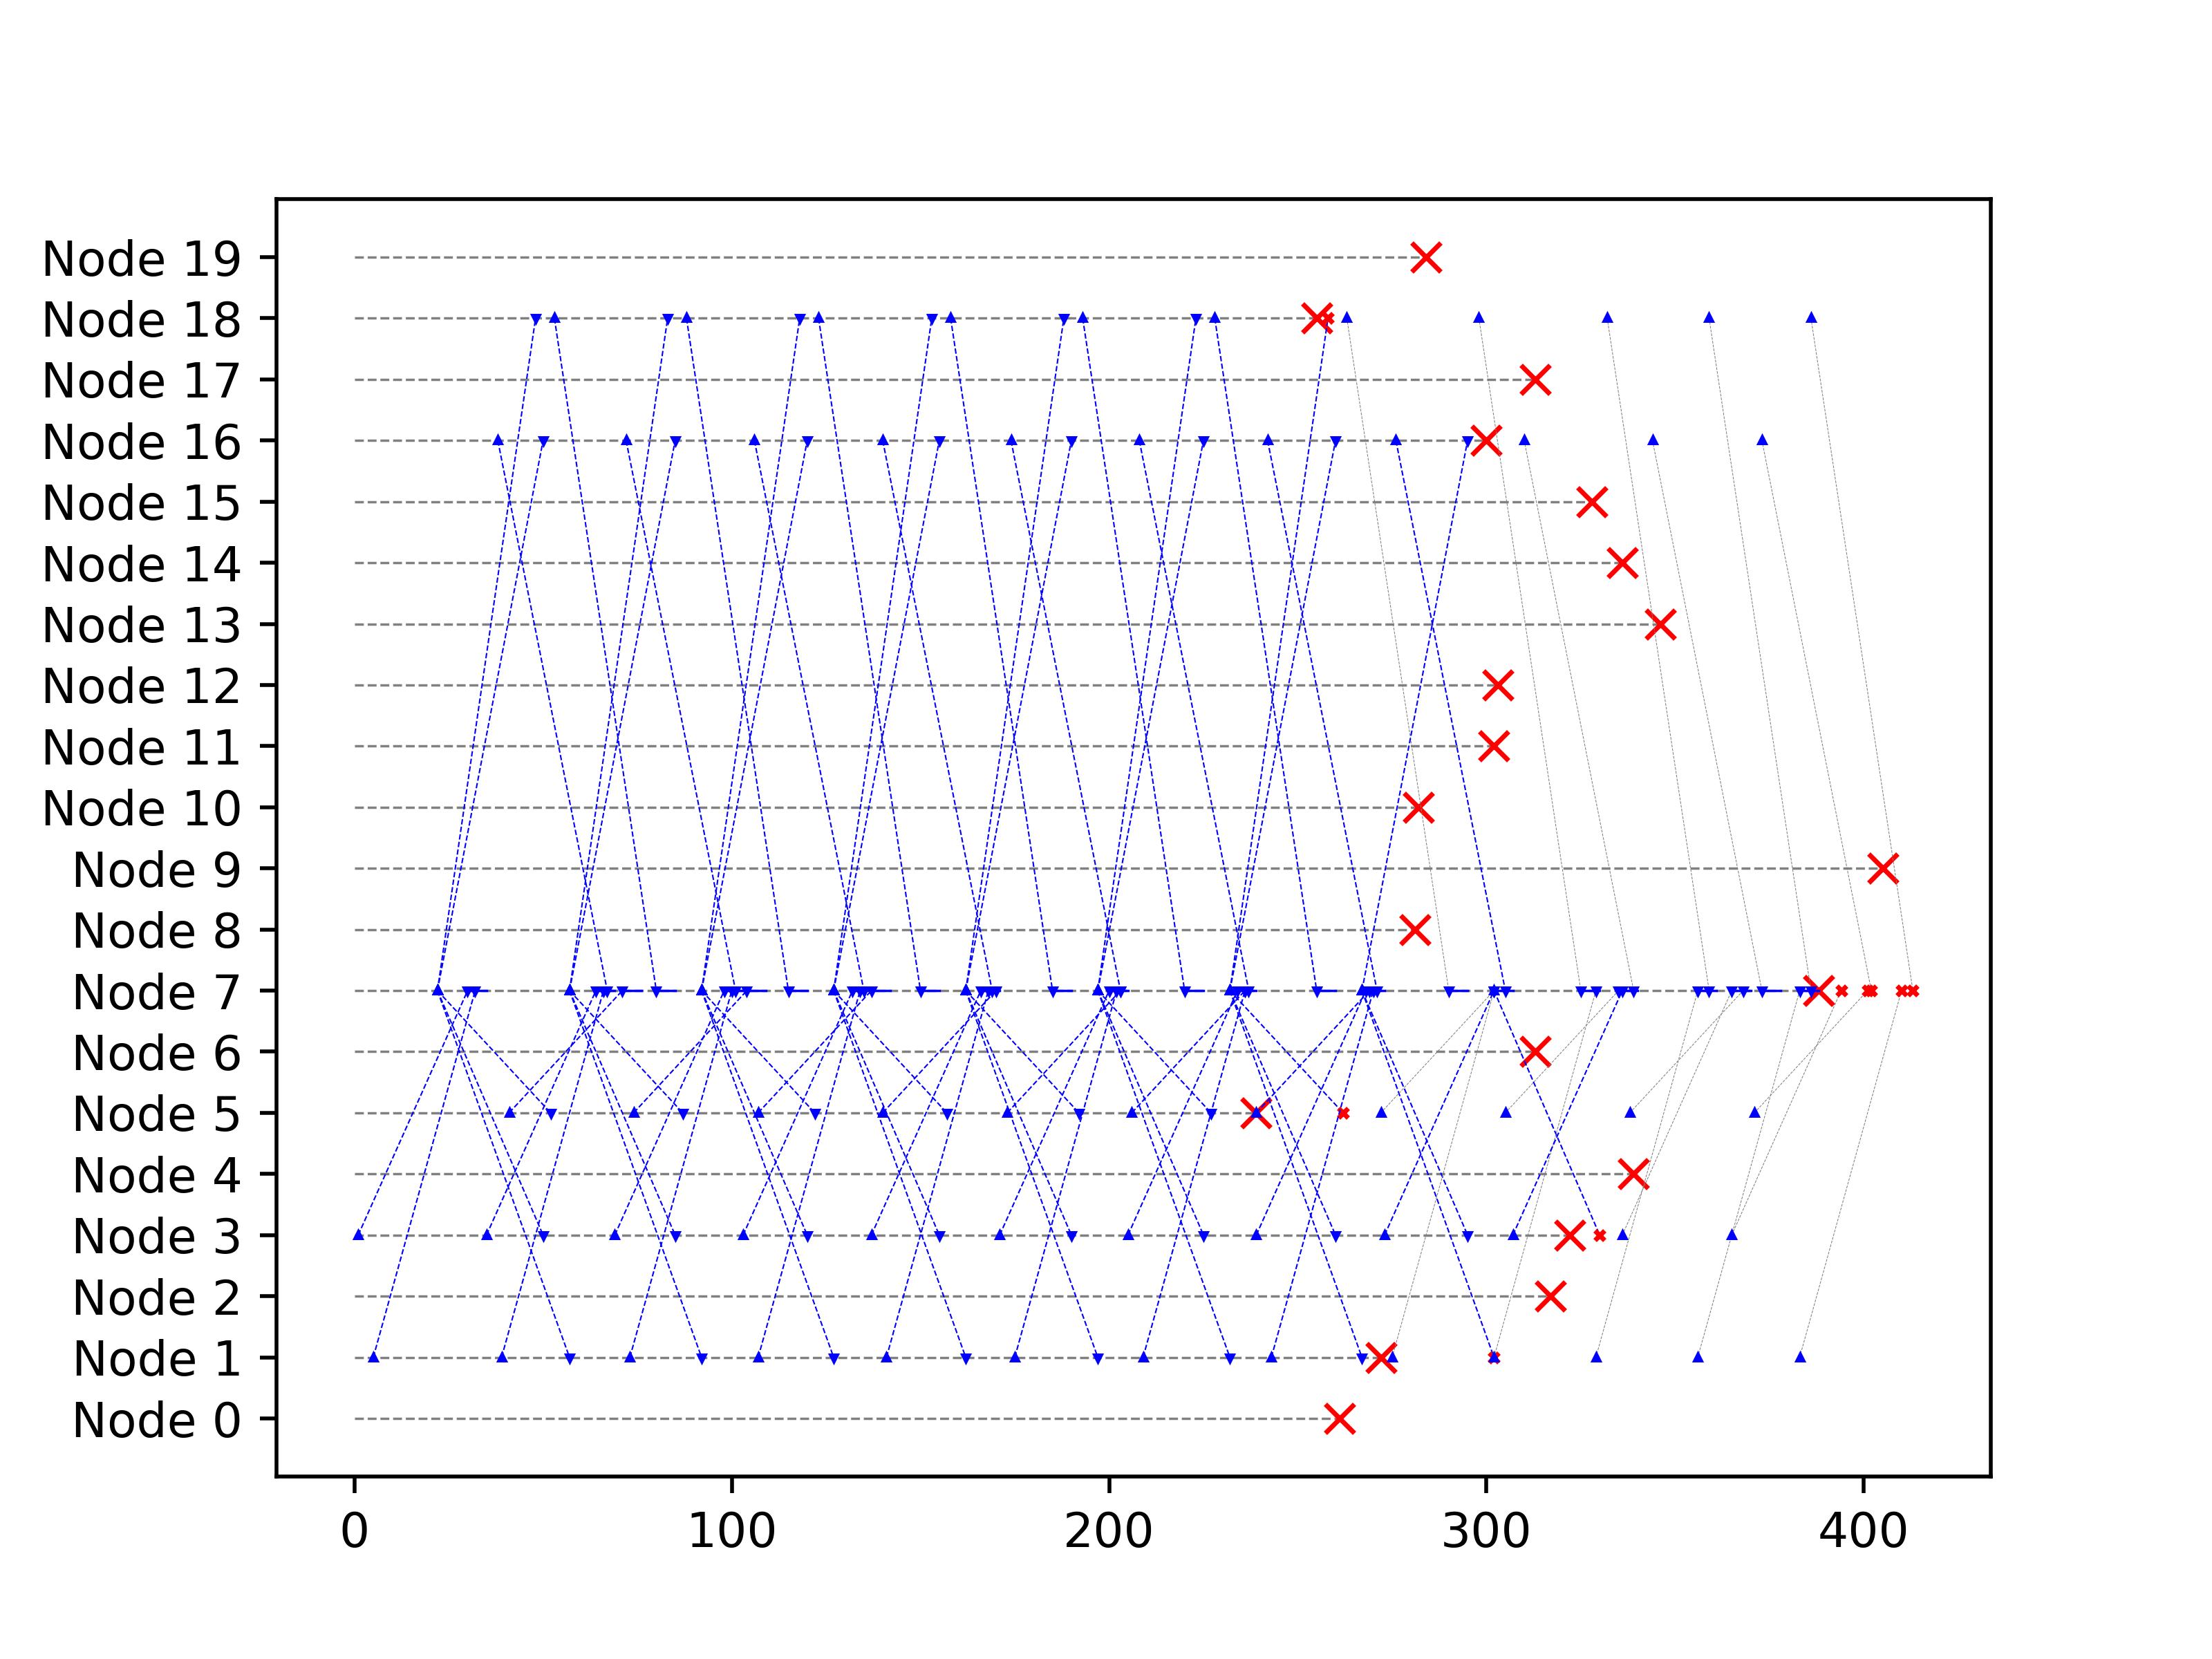 Node 19
Node 18
Node 17
Node 16
Node 15
Node 14
Node 13
Node 12
Node 11
Node 10
Node 9
Node 8
Node 7
Node 6
Node 5
Node 4
Node 3
Node 2
Node 1
Node 0
0 100 200 300 400